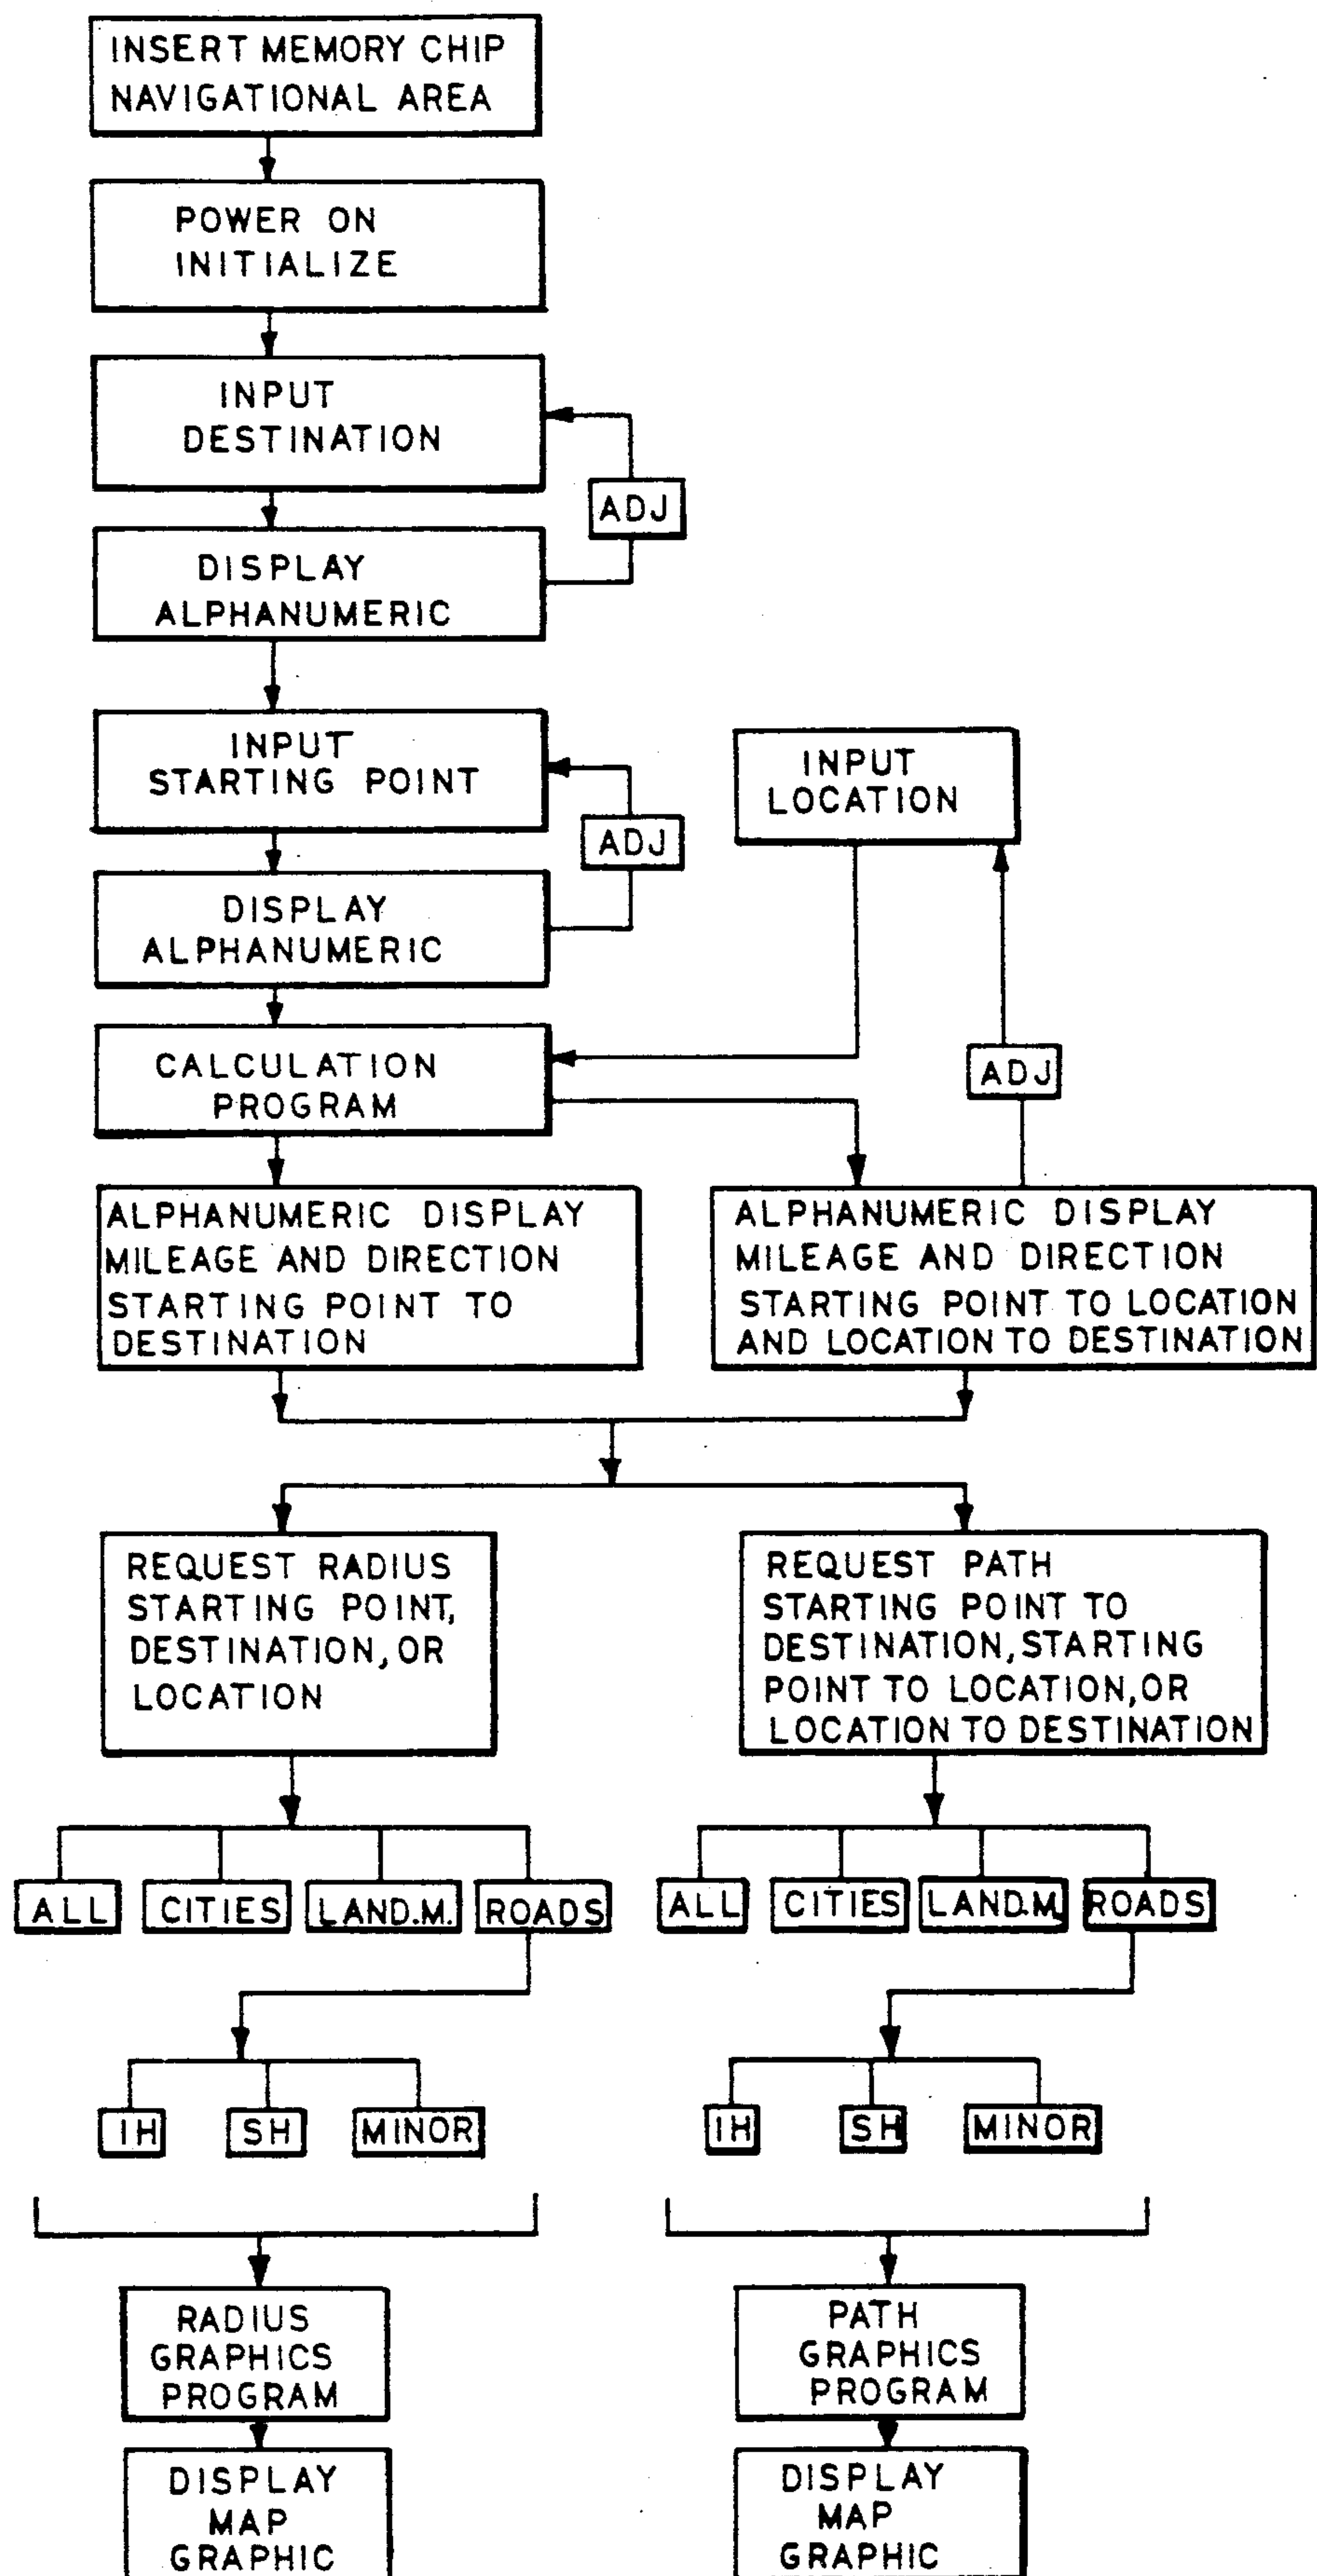 INSERT MEMORY CHIP
NAVIGATIONAL AREA
POWER ON
INITIALIZE
INPUT
DESTINATION
ADJ
DISPLAY
ALPHANUMERIC
INPUT
STARTING POINT
ADJ
DISPLAY
ALPHANUMERIC
INPUT
LOCATION
CALCULATION
PROGRAM
ADJ
ALPHANUMERIC DISPLAY
MILEAGE AND DIRECTION
STARTING POINT TO
DESTINATION
ALPHANUMERIC DISPLAY
MILEAGE AND DIRECTION
STARTING POINT TO LOCATION
AND LOCATION TO DESTINATION
REQUEST RADIUS
STARTING POINT,
DESTINATION, OR
LOCATION
REQUEST PATH
STARTING POINT TO
DESTINATION, STARTING
POINT TO LOCATION, OR
LOCATION TO DESTINATION
ALL
CITIES
LAND.M.
ROADS
ALL
CITIES
LAND.M.
ROADS
IH
SH
MINOR
IH
SH
MINOR
RADIUS
GRAPHICS
PROGRAM
PATH
GRAPHICS
PROGRAM
DISPLAY
MAP
GRAPHIC
DISPLAY
MAP
GRAPHIC